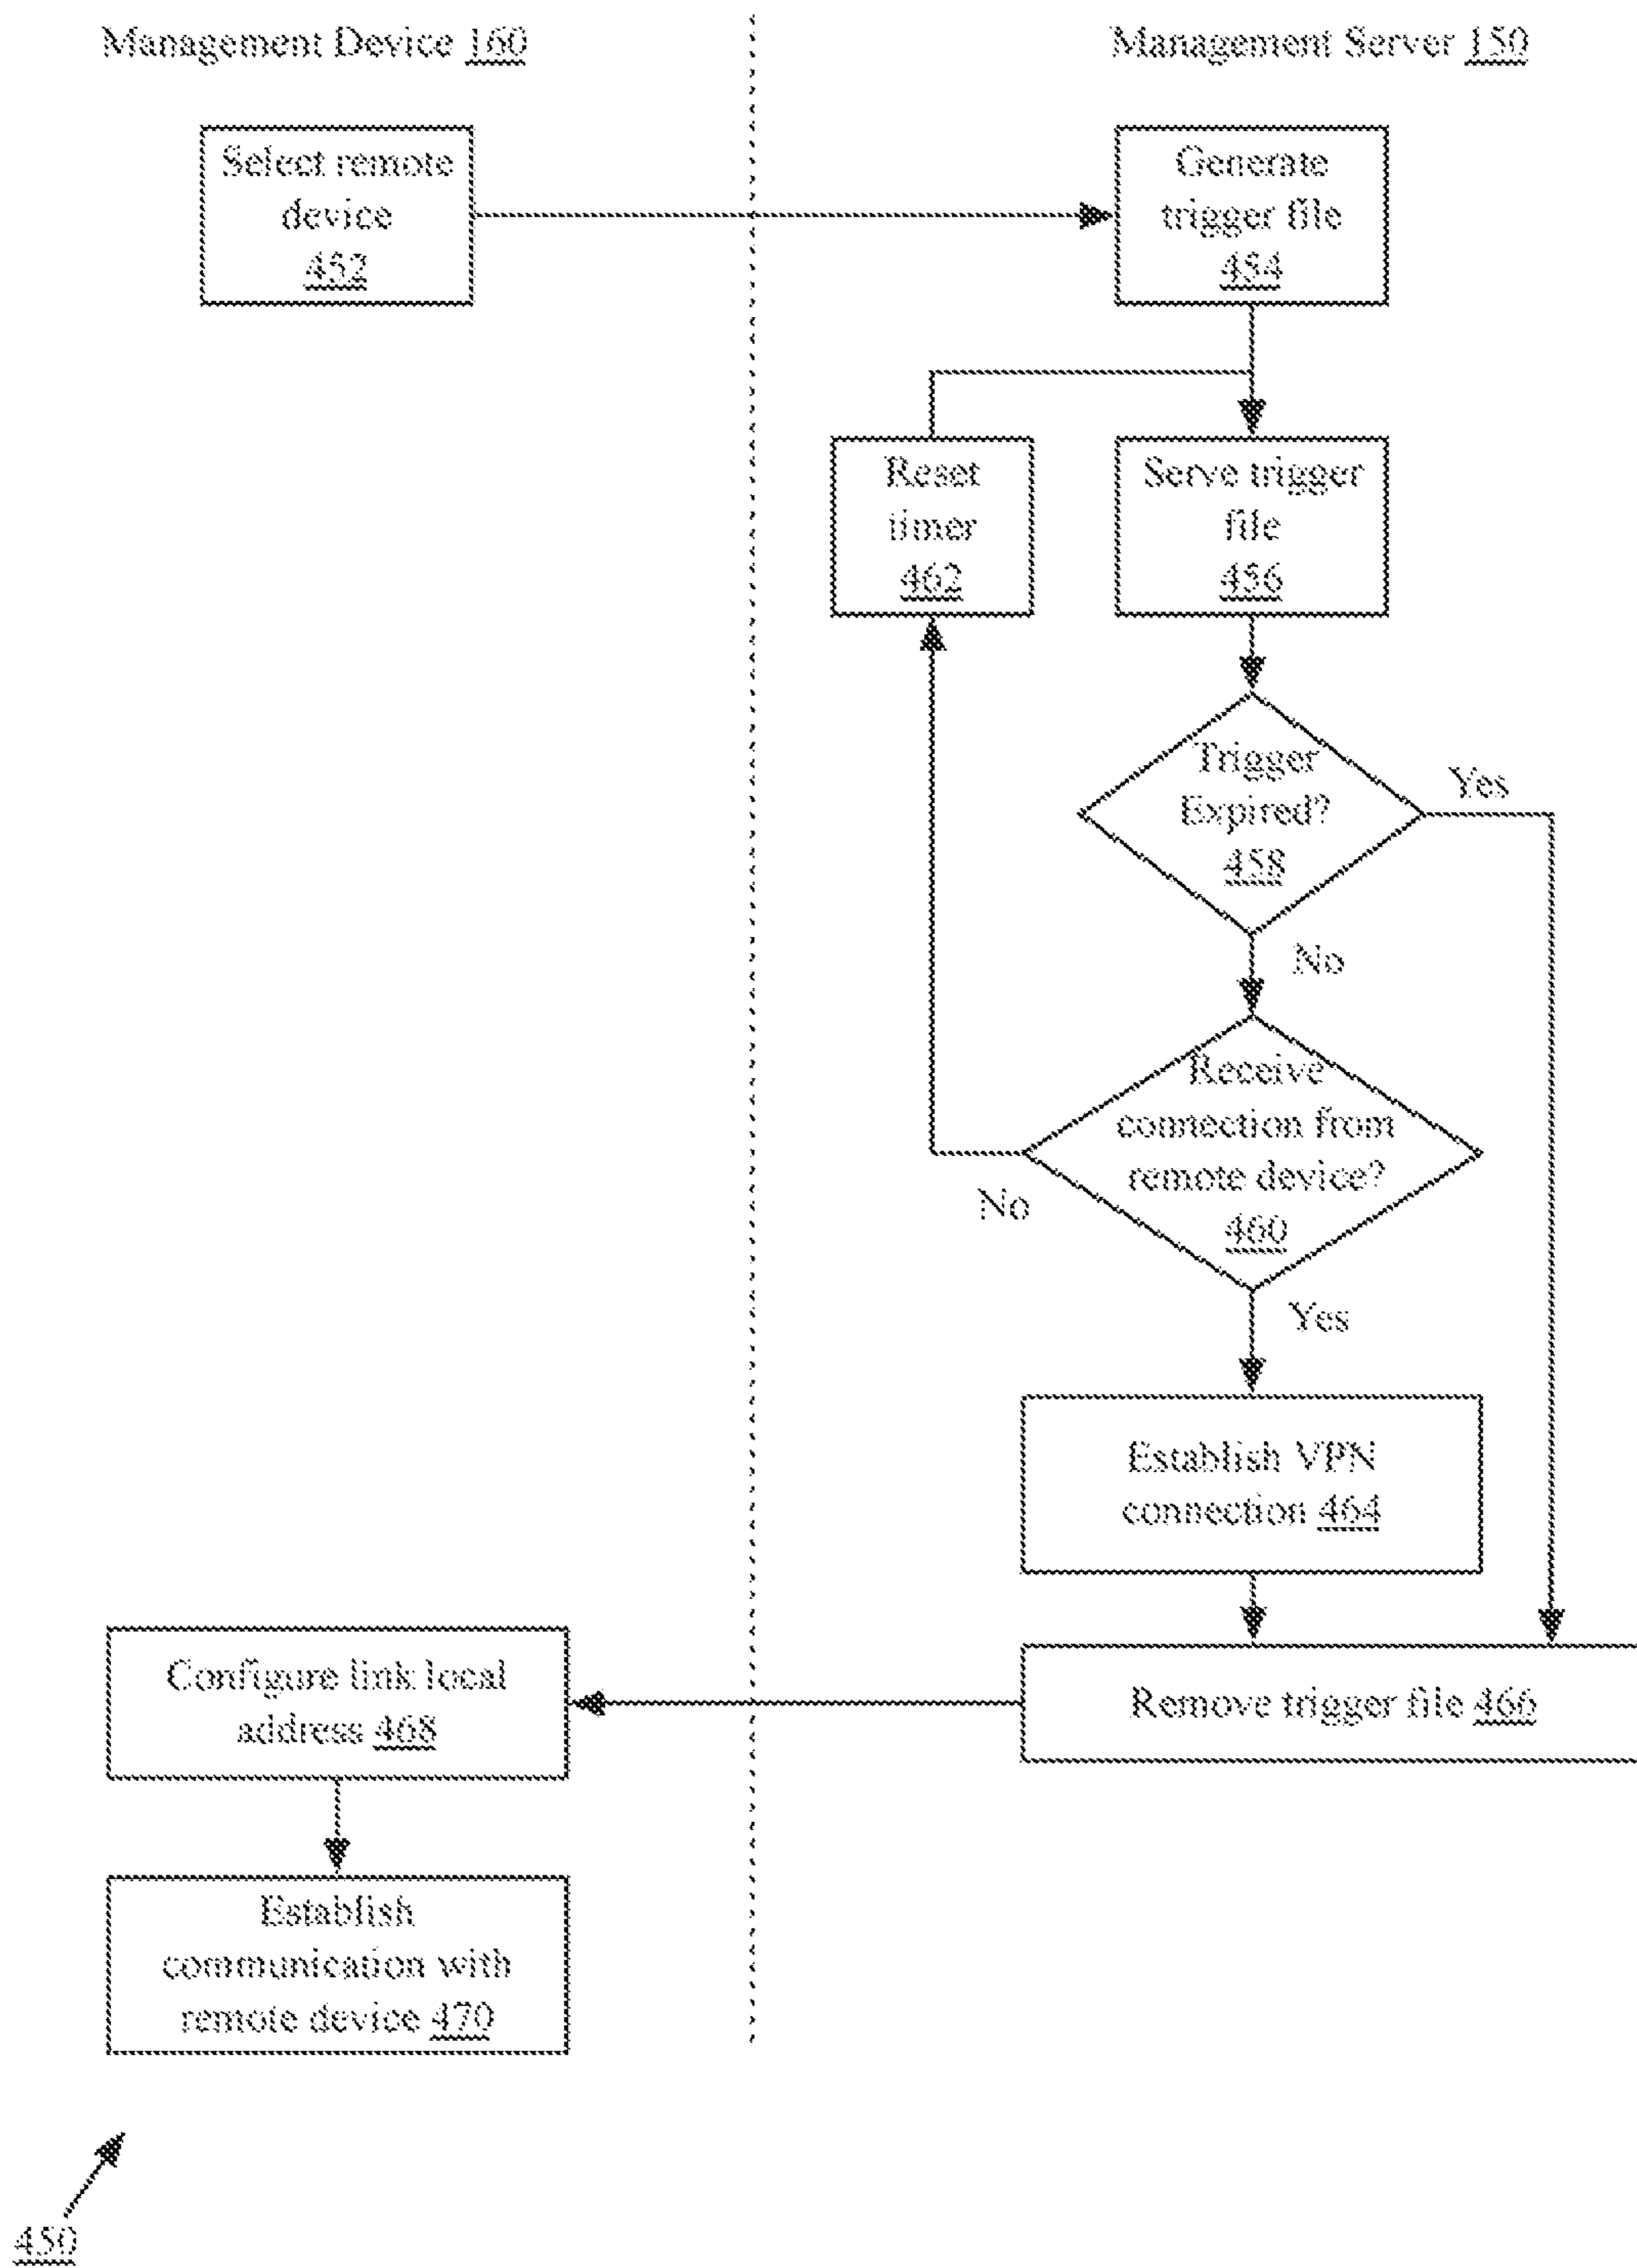 Management Device 160
Management Server 150
Select remote
device
452
Generate
trigger file
454
Reset
timer
462
Serve trigger
file
456
Trigger
Expired?
458
Yes
No
Receive
connection from
remote device?
460
No
Yes
Establish VPN
connection 464
Configure link local
address 468
Remove trigger file 466
Establish
communication with
remote device 470
450